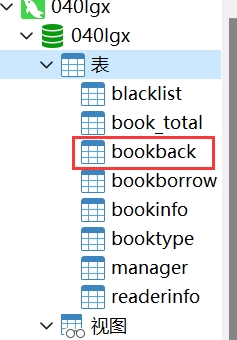 040lgx
040lgx
表
blacklist
book_total
bookback
bookborrow
bookinfo
booktype
manager
readerinfo
视图